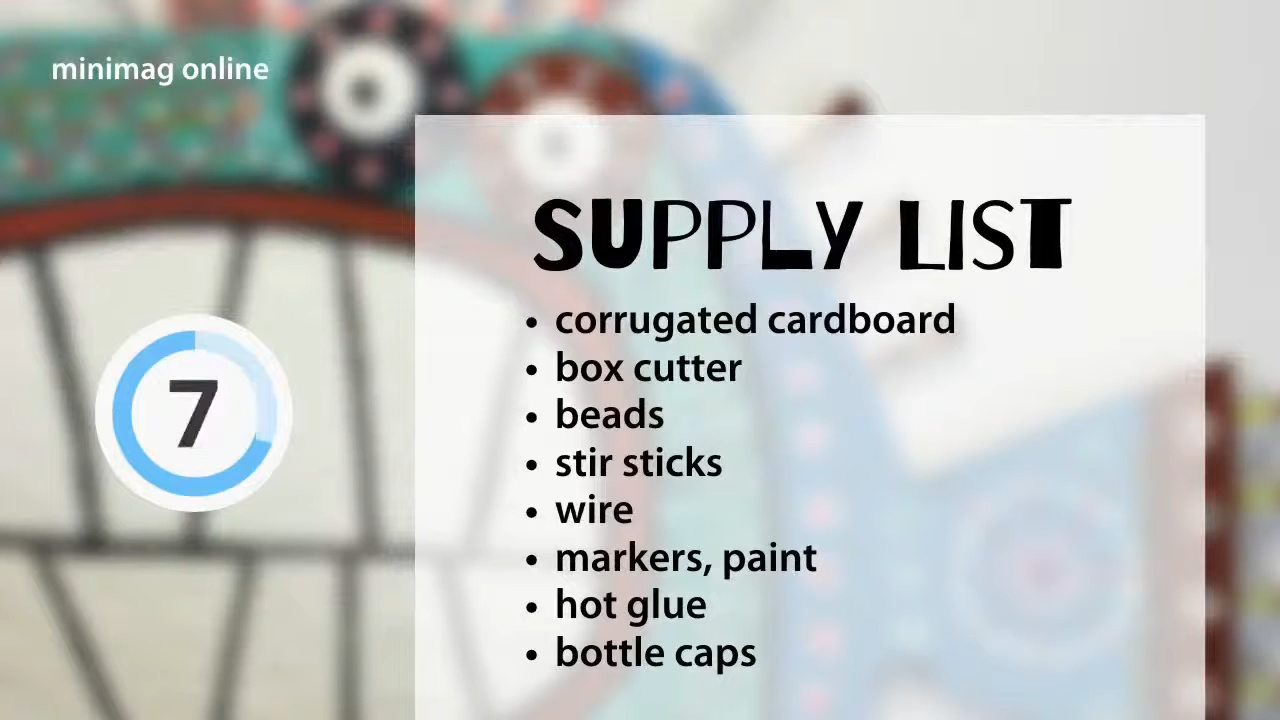 minimag online
SUPPLY LIST
• corrugated cardboard
• box cutter
• beads
• stir sticks
7
• wire
• markers, paint
• hot glue
• bottle caps